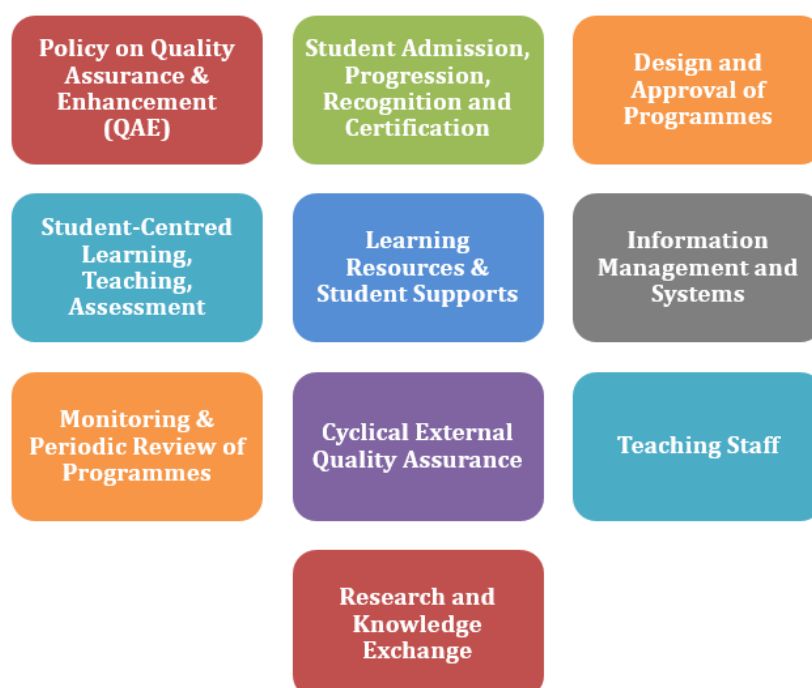 Policy on Quality
Assurance &
Enhancement
(QAE)
Student Admission,
Progression,
Recognition and
Certification
Design and
Approval of
Programmes
Student-Centred
Learning,
Teaching,
Assessment
Learning
Resources &
Student Supports
Information
Management and
Systems
Monitoring &
Periodic Review of
Programmes
Cyclical External
Quality Assurance
Teaching Staff
Research and
Knowledge
Exchange